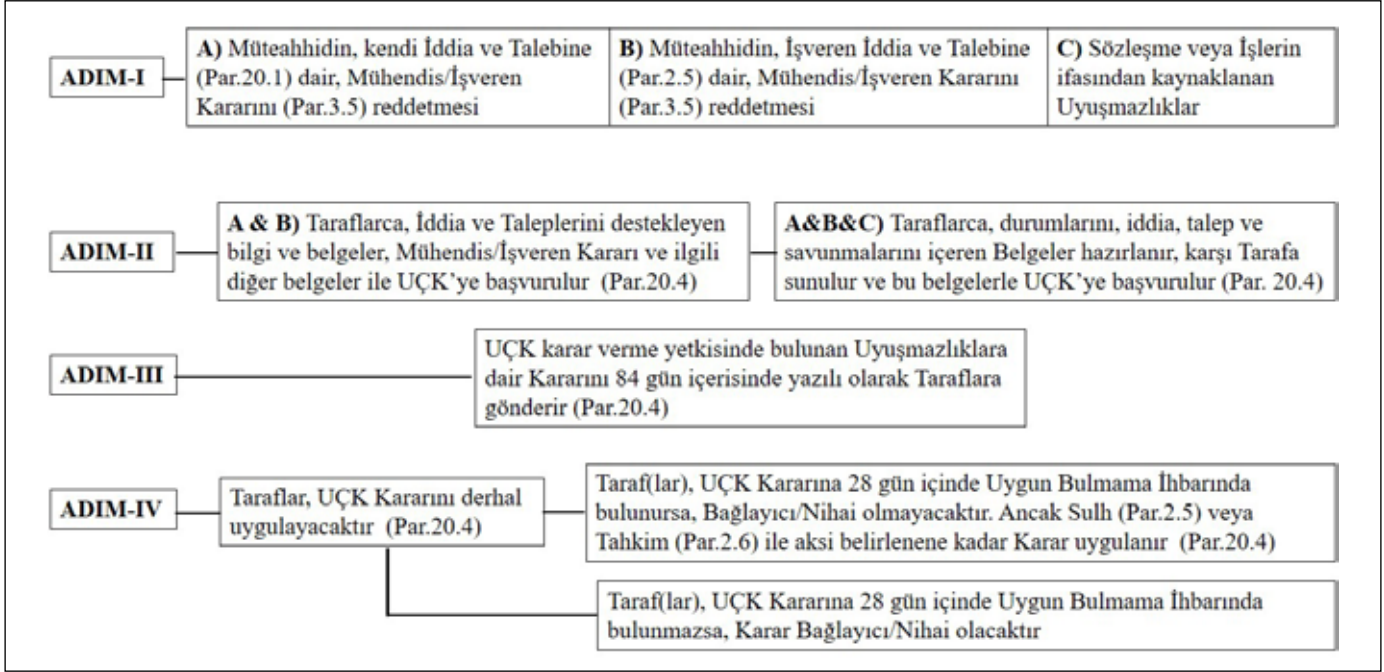 ADIM-I
A) Müteahhidin, kendi İddia ve Talebine
(Par.20.1) dair, Mühendis/İşveren
Kararını (Par.3.5) reddetmesi
B) Müteahhidin, İşveren İddia ve Talebine
(Par.2.5) dair, Mühendis/İşveren Kararını
(Par.3.5) reddetmesi
C) Sözleşme veya İşlerin
ifasından kaynaklanan
Uyuşmazlıklar
ADIM-II
A & B) Taraflarca, İddia ve Taleplerini destekleyen
bilgi ve belgeler, Mühendis/İşveren Kararı ve ilgili
diğer belgeler ile UÇK'ye başvurulur (Par.20.4)
A&B&C) Taraflarca, durumlarını, iddia, talep ve
savunmalarını içeren Belgeler hazırlanır, karşı Tarafa
sunulur ve bu belgelerle UÇK'ye başvurulur (Par. 20.4)
ADIM-III
UÇK karar verme yetkisinde bulunan Uyuşmazlıklara
dair Kararını 84 gün içerisinde yazılı olarak Taraflara
gönderir (Par.20.4)
ADIM-IV
Taraflar, UÇK Kararını derhal
uygulayacaktır (Par.20.4)
Taraf(lar), UÇK Kararına 28 gün içinde Uygun Bulmama İhbarında
bulunursa, Bağlayıcı/Nihai olmayacaktır. Ancak Sulh (Par.2.5) veya
Tahkim (Par.2.6) ile aksi belirlenene kadar Karar uygulanır (Par.20.4)
Taraf(lar), UÇK Kararına 28 gün içinde Uygun Bulmama İhbarında
bulunmazsa, Karar Bağlayıcı/Nihai olacaktır